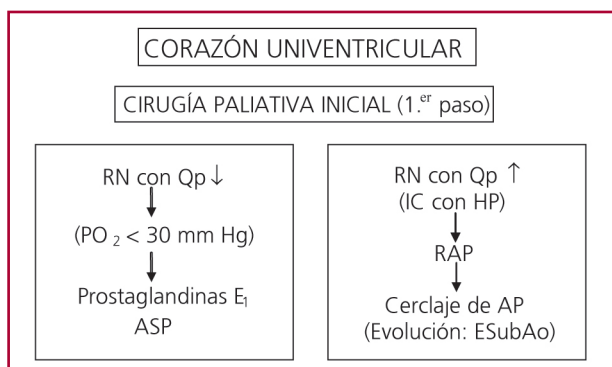 CORAZÓN UNIVENTRICULAR
CIRUGÍA PALIATIVA INICIAL (1.er paso)
RN con Qp ↓
(PO2 < 30 mm Hg)
Prostaglandinas E1
ASP
RN con Qp ↑
(IC con HP)
RAP
Cerclaje de AP
(Evolución: ESubAo)